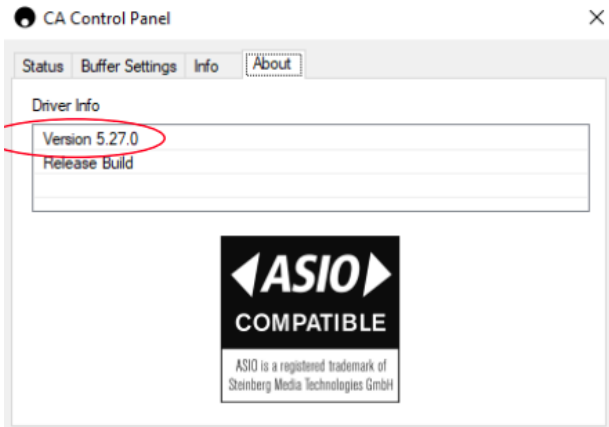 CA Control Panel
Status Buffer Settings Info About
Driver Info
Version 5.27.0
Release Build
ASIO
COMPATIBLE
ASIO is a registered trademark of
Steinberg Media Technologies GmbH